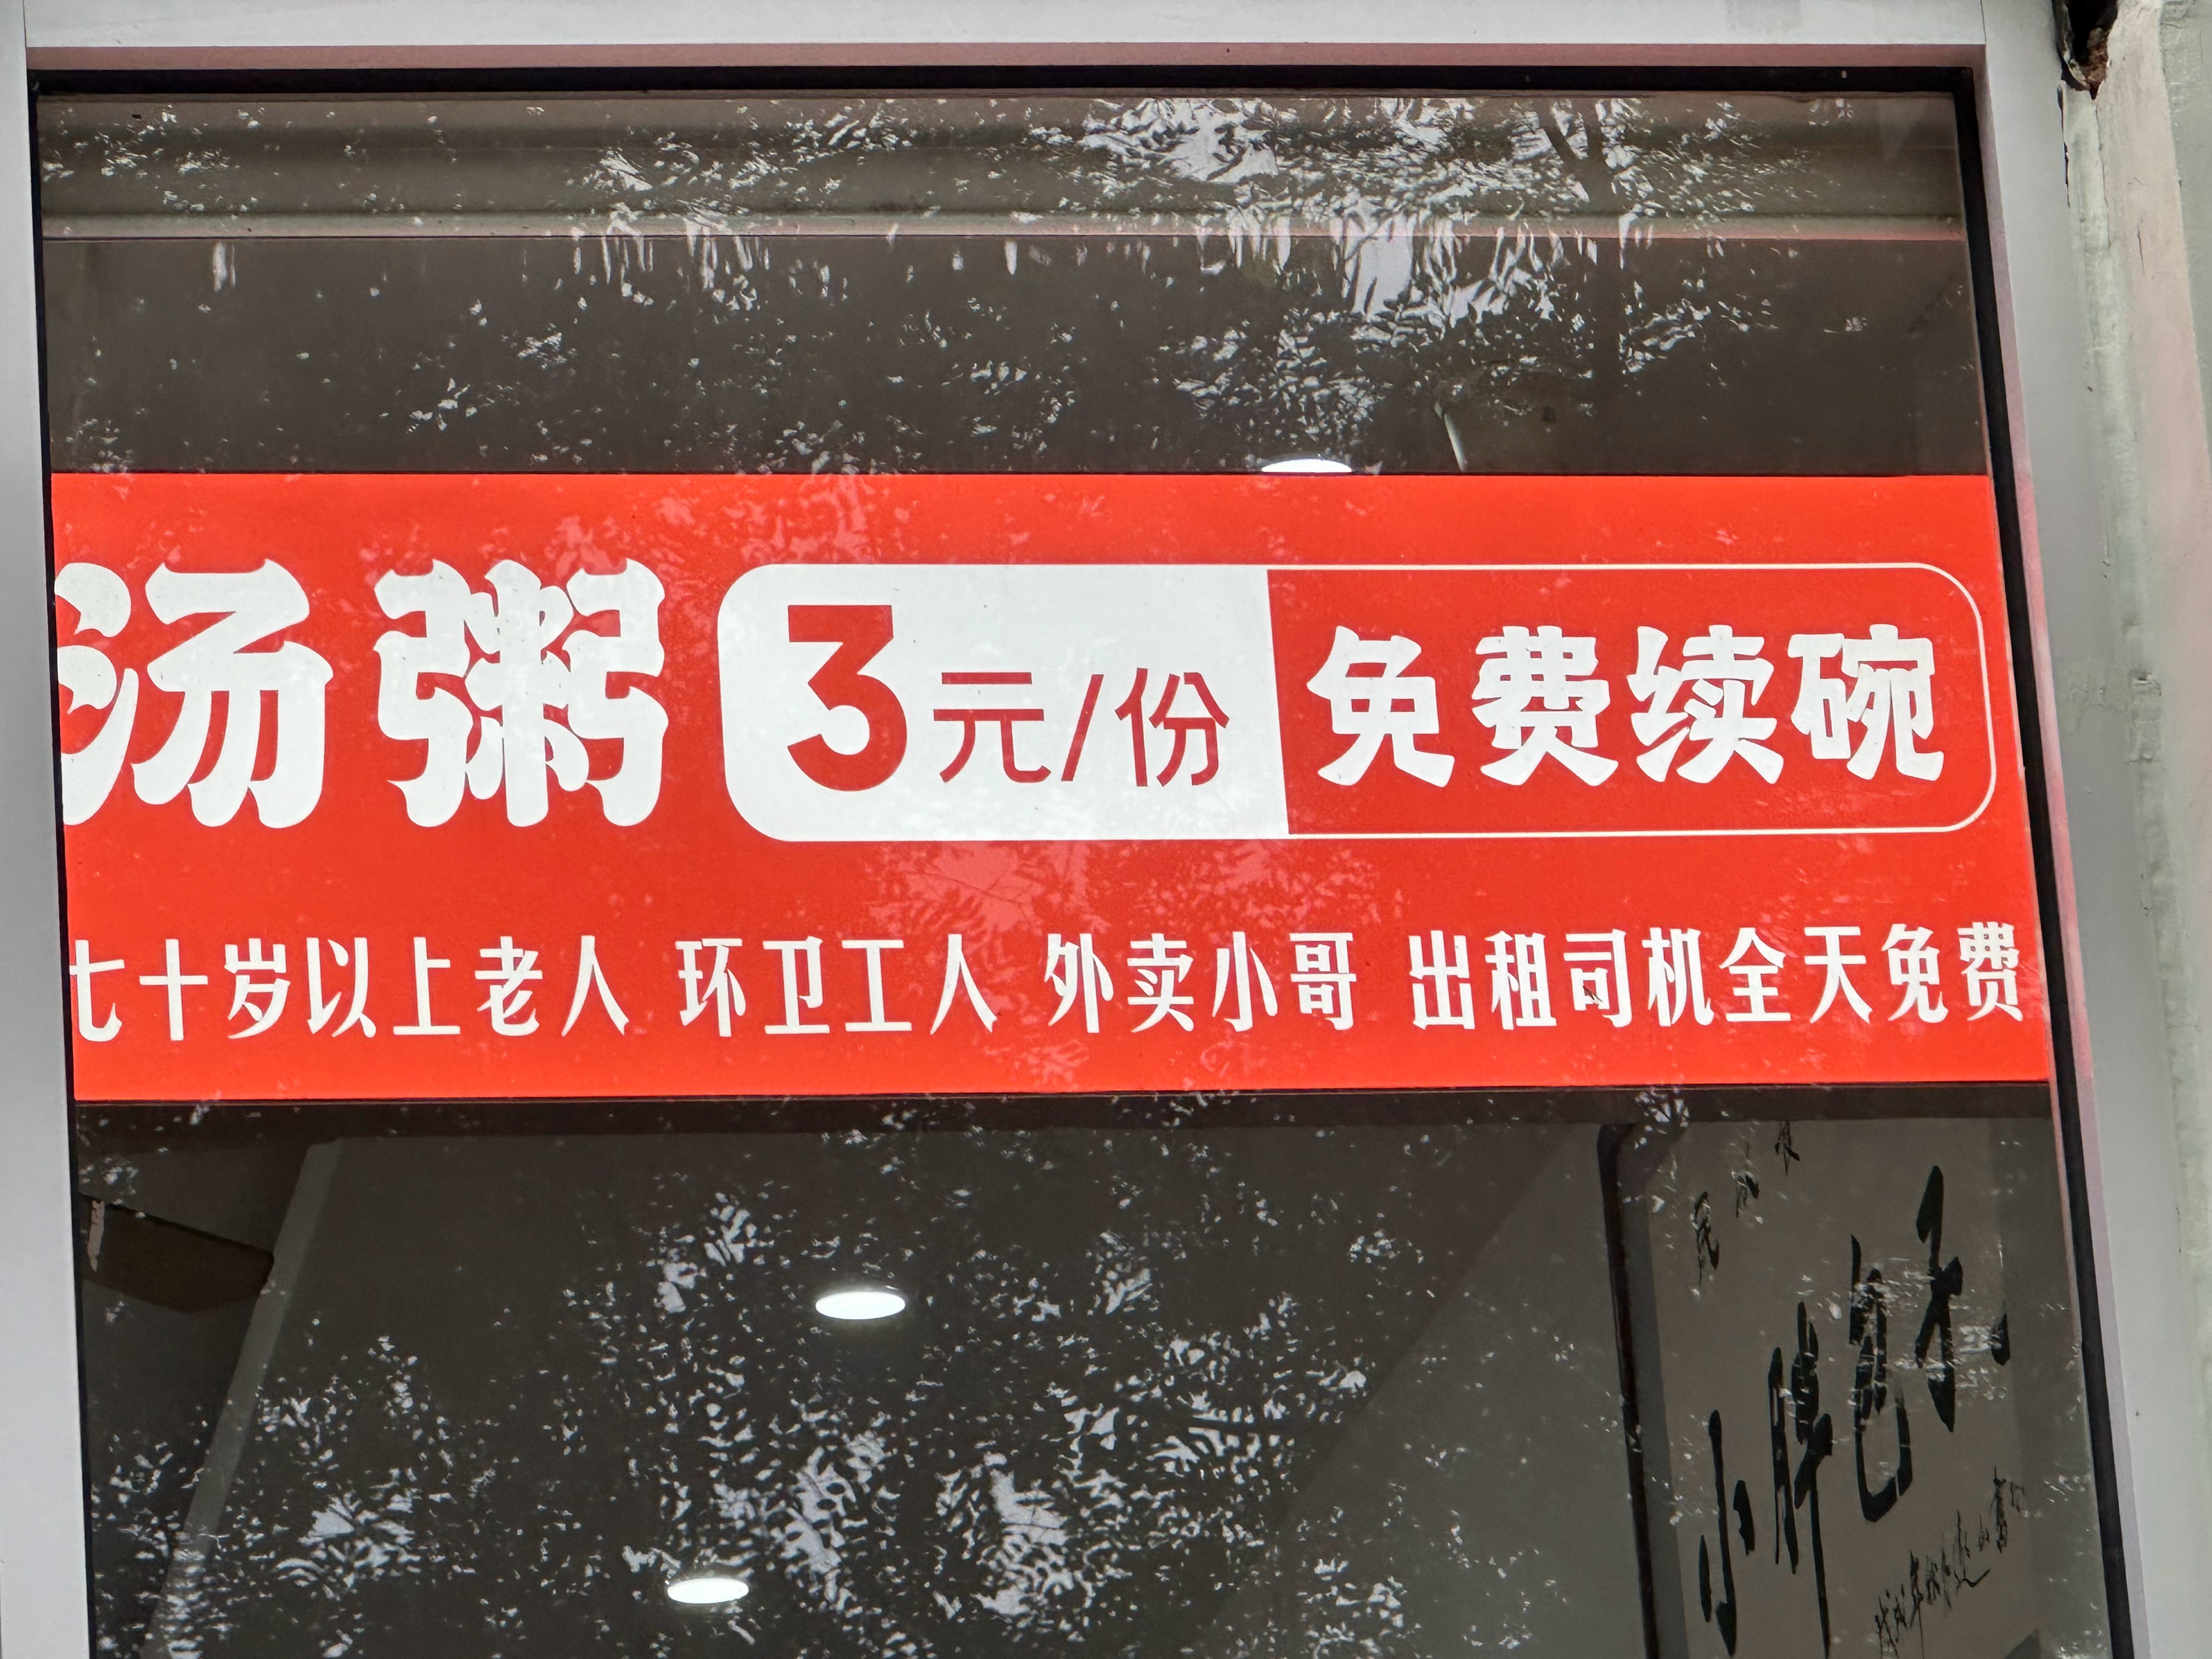 汤粥 3元/份 免费续碗
七十岁以上老人 环卫工人 外卖小哥 出租司机全天免费
小胖包子